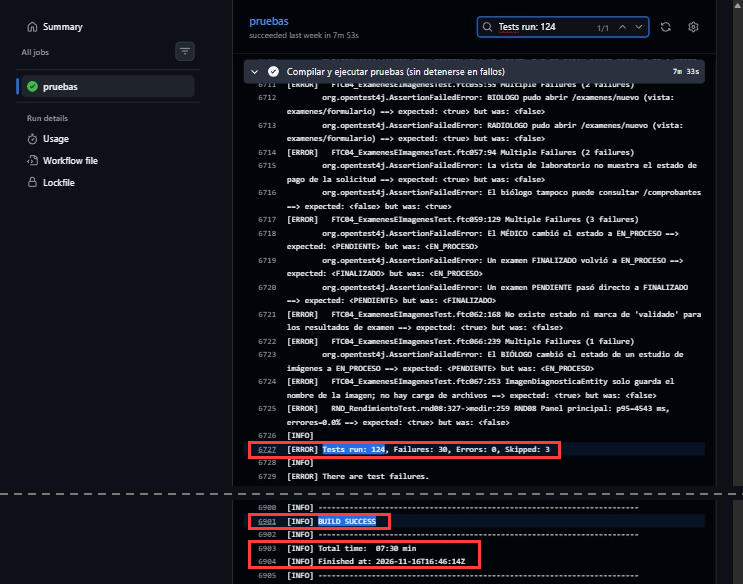 Summary
All jobs
pruebas
Run details
Usage
Workflow file
Lockfile
pruebas
succeeded last week in 7m 53s
Tests run: 124
1/1
Compilar y ejecutar pruebas (sin detenerse en fallos)
7m 33s
6711 [ERROR] FTC04_ExamenesEImagenesTest.ftc055:55 Multiple Failures (2 failures)
6712 org.opentest4j.AssertionFailedError: BIOLOGO pudo abrir /examenes/nuevo (vista:
examenes/formulario) ==> expected: <true> but was: <false>
6713 org.opentest4j.AssertionFailedError: RADIOLOGO pudo abrir /examenes/nuevo (vista:
examenes/formulario) ==> expected: <true> but was: <false>
6714 [ERROR] FTC04_ExamenesEImagenesTest.ftc057:94 Multiple Failures (2 failures)
6715 org.opentest4j.AssertionFailedError: La vista de laboratorio no muestra el estado de
pago de la solicitud ==> expected: <true> but was: <false>
6716 org.opentest4j.AssertionFailedError: El biólogo tampoco puede consultar /comprobantes
==> expected: <false> but was: <true>
6717 [ERROR] FTC04_ExamenesEImagenesTest.ftc059:129 Multiple Failures (3 failures)
6718 org.opentest4j.AssertionFailedError: El MÉDICO cambió el estado a EN_PROCESO ==>
expected: <PENDIENTE> but was: <EN_PROCESO>
6719 org.opentest4j.AssertionFailedError: Un examen FINALIZADO volvió a EN_PROCESO ==>
expected: <FINALIZADO> but was: <EN_PROCESO>
6720 org.opentest4j.AssertionFailedError: Un examen PENDIENTE pasó directo a FINALIZADO
==> expected: <PENDIENTE> but was: <FINALIZADO>
6721 [ERROR] FTC04_ExamenesEImagenesTest.ftc062:168 No existe estado ni marca de 'validado' para
los resultados de examen ==> expected: <true> but was: <false>
6722 [ERROR] FTC04_ExamenesEImagenesTest.ftc066:239 Multiple Failures (1 failure)
6723 org.opentest4j.AssertionFailedError: El BIÓLOGO cambió el estado de un estudio de
imágenes a EN_PROCESO ==> expected: <PENDIENTE> but was: <EN_PROCESO>
6724 [ERROR] FTC04_ExamenesEImagenesTest.ftc067:253 ImagenDiagnosticaEntity solo guarda el
nombre de la imagen; no hay carga de archivos ==> expected: <true> but was: <false>
6725 [ERROR] RND_RendimientoTest.rnd08:327->medir:259 RND08 Panel principal: p95=4543 ms,
errores=0.0% ==> expected: <true> but was: <false>
6726 [INFO]
6727 [ERROR] Tests run: 124, Failures: 30, Errors: 0, Skipped: 3
6728 [INFO]
6729 [ERROR] There are test failures.
6900 [INFO] ------------------------------------------------------------------------
6901 [INFO] BUILD SUCCESS
6902 [INFO] ------------------------------------------------------------------------
6903 [INFO] Total time: 07:30 min
6904 [INFO] Finished at: 2026-11-16T16:46:14Z
6905 [INFO] ------------------------------------------------------------------------